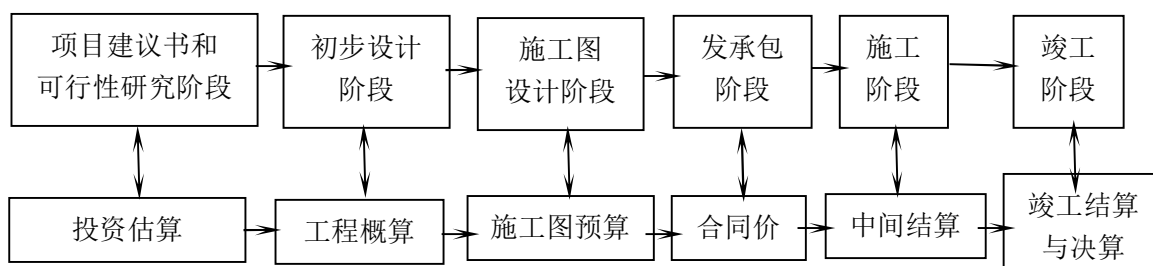 项目建议书和
可行性研究阶段
初步设计
阶段
施工图
设计阶段
发承包
阶段
施工
阶段
竣工
阶段
投资估算
工程概算
施工图预算
合同价
中间结算
竣工结算
与决算